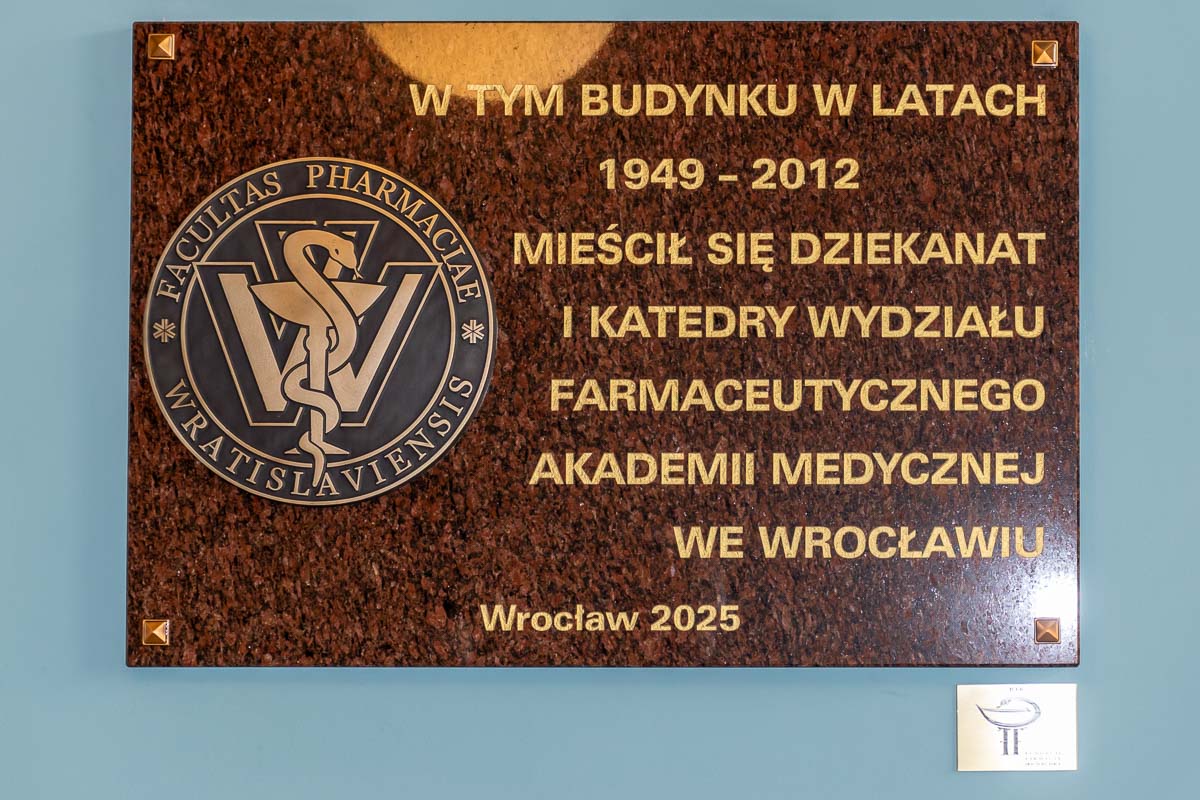 W TYM BUDYNKU W LATACH
1949 – 2012
MIEŚCIŁ SIĘ DZIEKANAT
I KATEDRY WYDZIAŁU
FARMACEUTYCZNEGO
AKADEMII MEDYCZNEJ
WE WROCŁAWIU
Wrocław 2025
FACULTAS PHARMACIAE
WRATISLAVIENSIS